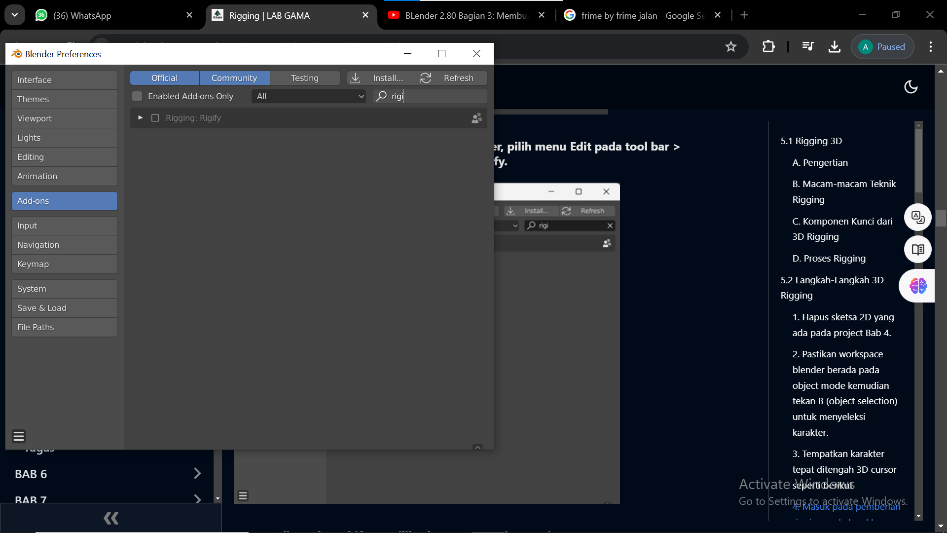 (36) WhatsApp
Rigging | LAB GAMA
BLender 2.80 Bagian 3: Membu
frime by frime jalan - Google Se
Paused
Blender Preferences
Interface
Themes
Viewport
Lights
Editing
Animation
Add-ons
Input
Navigation
Keymap
System
Save & Load
File Paths
Official
Community
Testing
Install...
Refresh
Enabled Add-ons Only
All
rigi
Rigging: Rigify
er, pilih menu Edit pada tool bar >
fy.
Install...
Refresh
rigi
BAB 6
BAB 7
5.1 Rigging 3D
A. Pengertian
B. Macam-macam Teknik
Rigging
C. Komponen Kunci dari
3D Rigging
D. Proses Rigging
5.2 Langkah-Langkah 3D
Rigging
1. Hapus sketsa 2D yang
ada pada project Bab 4.
2. Pastikan workspace
blender berada pada
object mode kemudian
tekan B (object selection)
untuk menyeleksi
karakter.
3. Tempatkan karakter
tepat ditengah 3D cursor
seperti berikut
4. Masuk pada pemberian
Activate Windows
Go to Settings to activate Windows.